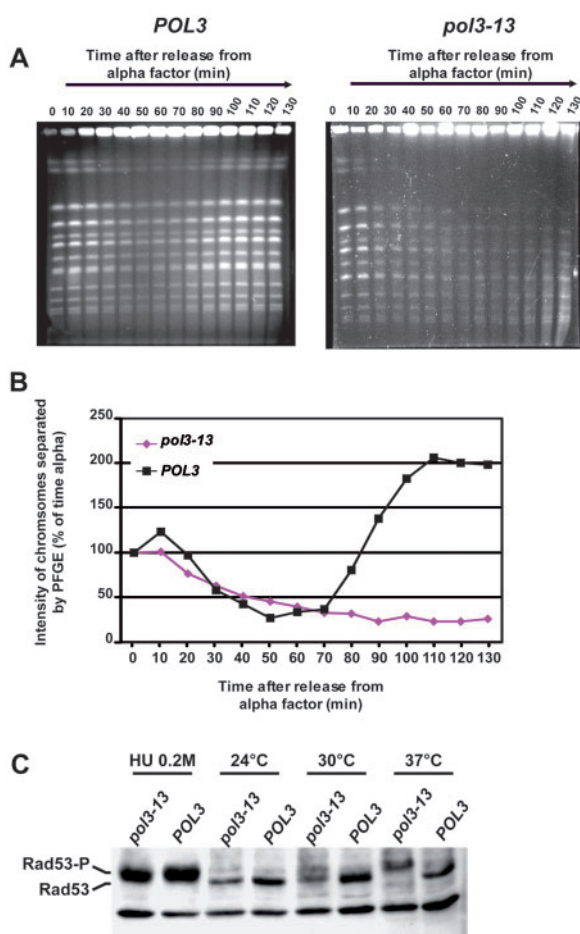 POL3 pol3-13
A
Time after release from
alpha factor (min)
Time after release from
alpha factor (min)
0 10 20 30 40 50 60 70 80 90 100 110 120 130
0 10 20 30 40 50 60 70 80 90 100 110 120 130
B
Intensity of chromsomes separated
by PFGE (% of time alpha)
250
200
150
100
50
0
pol3-13
POL3
0 10 20 30 40 50 60 70 80 90 100 110 120 130
Time after release from
alpha factor (min)
C
HU 0.2M 24°C 30°C 37°C
pol3-13 POL3 pol3-13 POL3 pol3-13 POL3 pol3-13 POL3
Rad53-P
Rad53